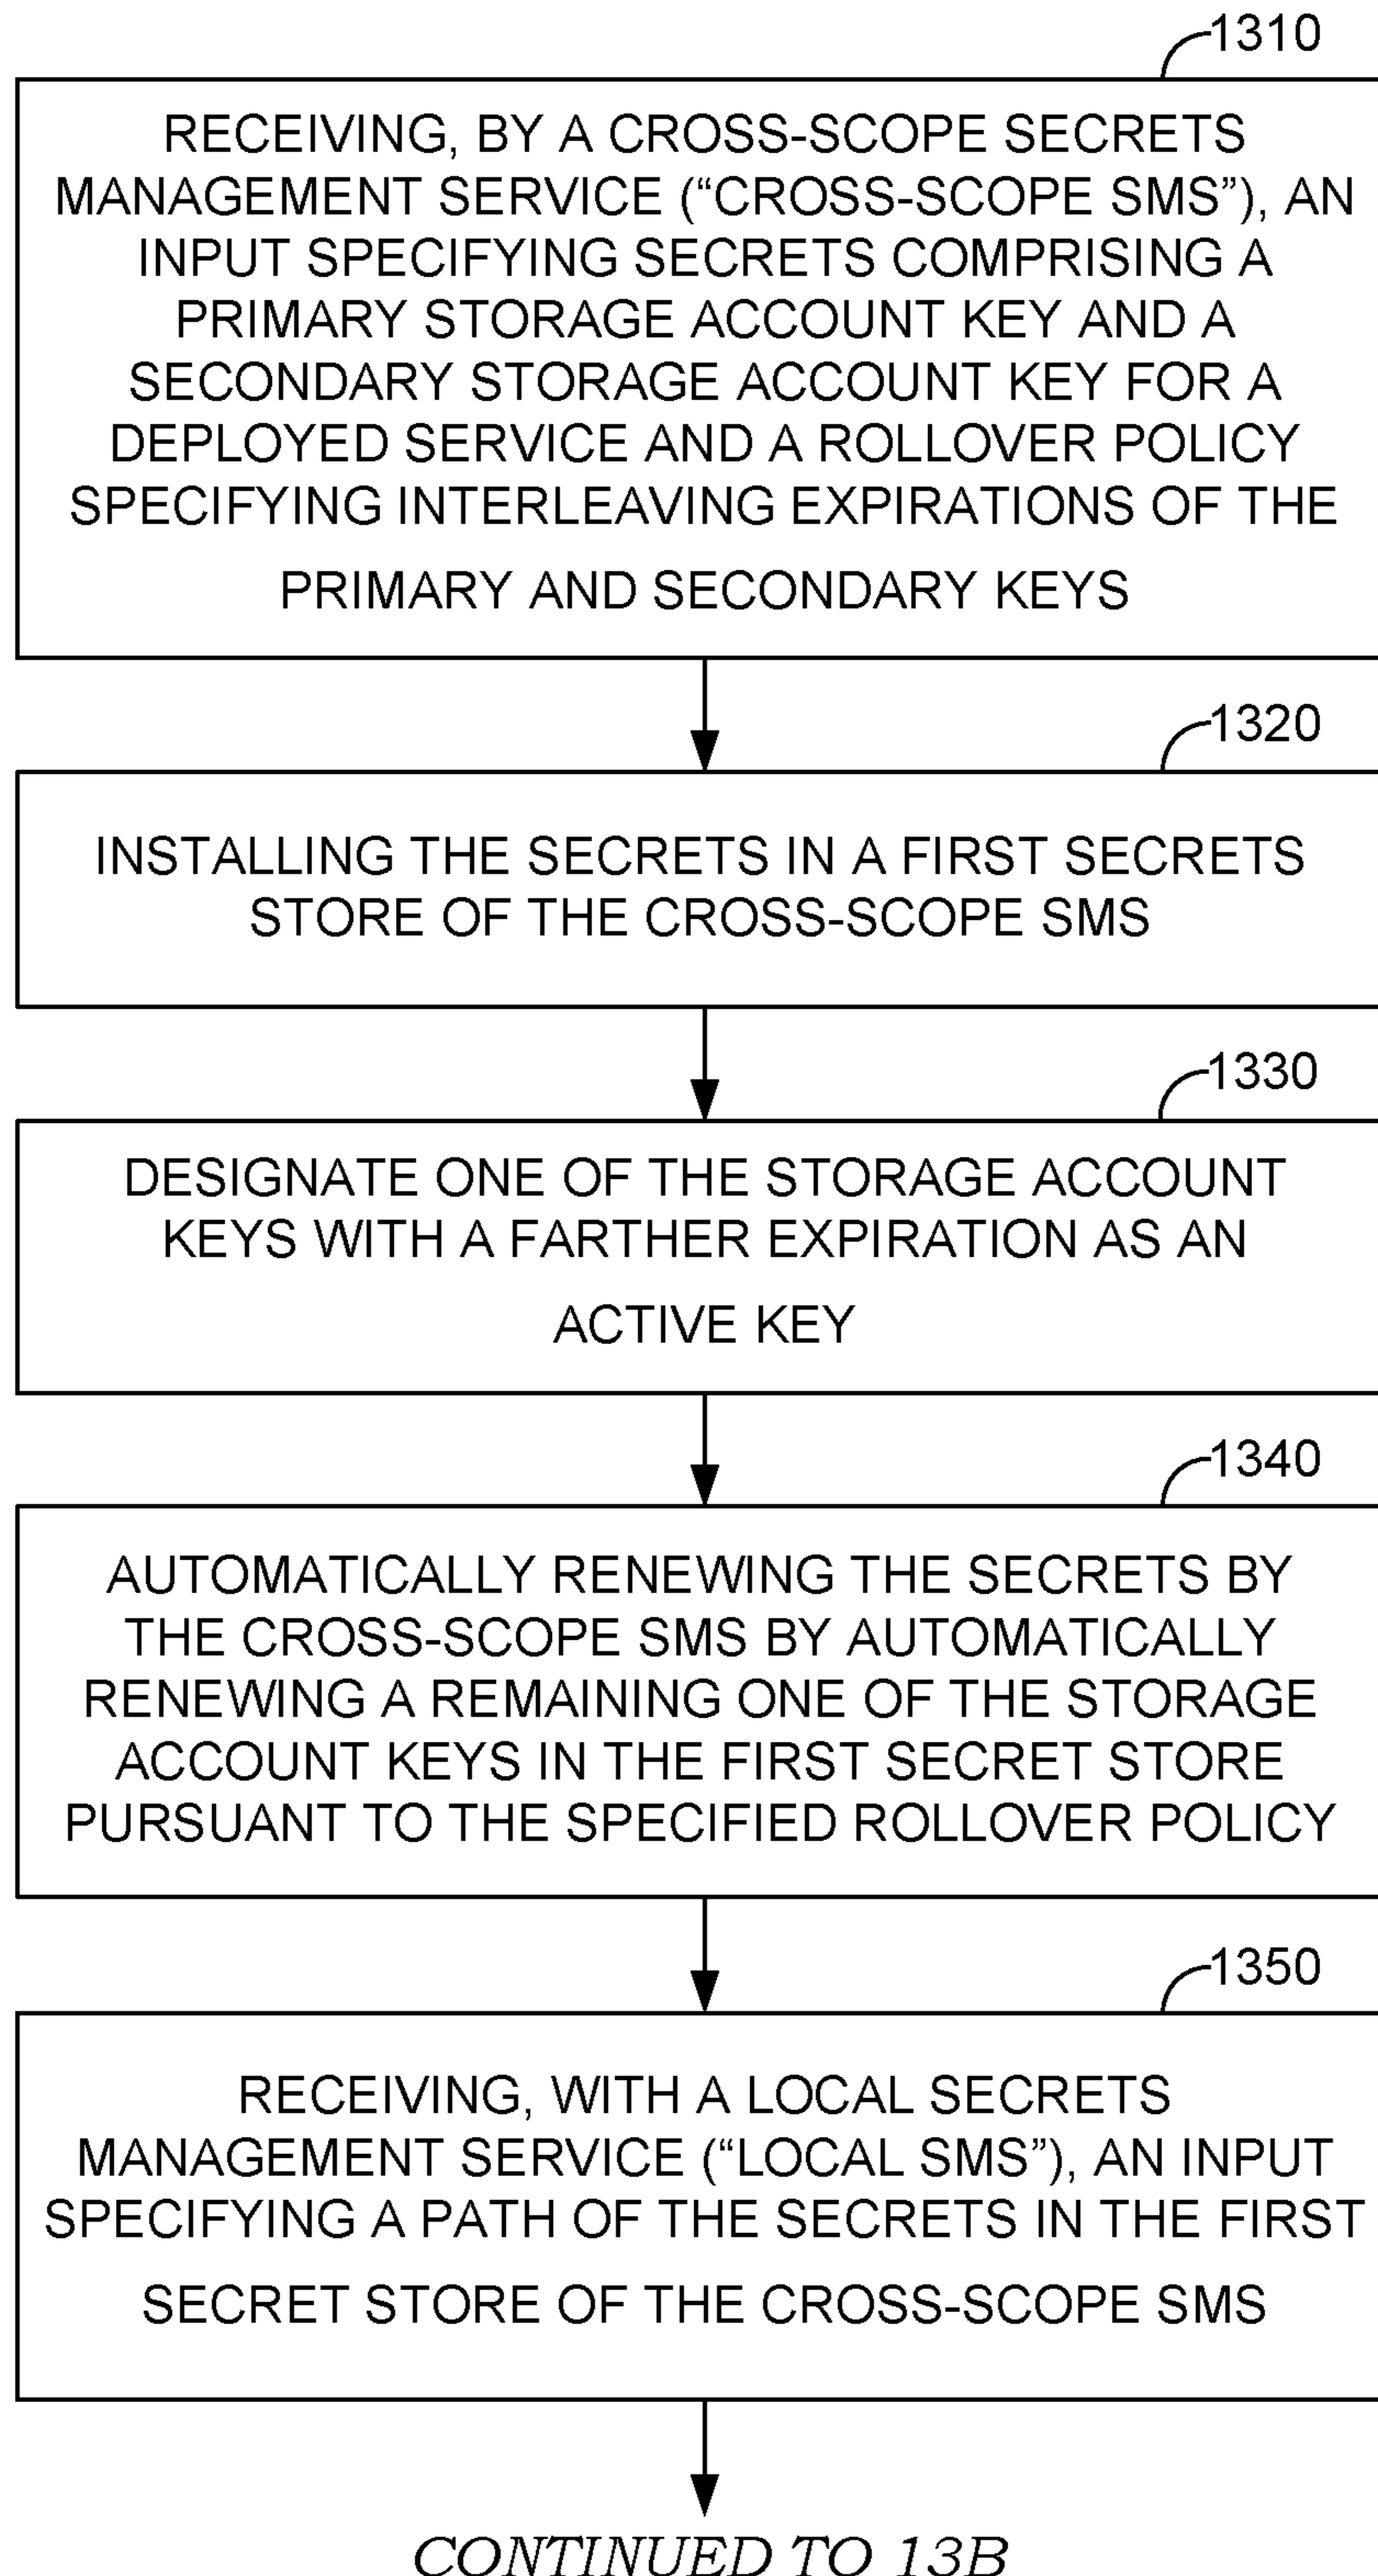 1310
RECEIVING, BY A CROSS-SCOPE SECRETS
MANAGEMENT SERVICE (“CROSS-SCOPE SMS”), AN
INPUT SPECIFYING SECRETS COMPRISING A
PRIMARY STORAGE ACCOUNT KEY AND A
SECONDARY STORAGE ACCOUNT KEY FOR A
DEPLOYED SERVICE AND A ROLLOVER POLICY
SPECIFYING INTERLEAVING EXPIRATIONS OF THE
PRIMARY AND SECONDARY KEYS
1320
INSTALLING THE SECRETS IN A FIRST SECRETS
STORE OF THE CROSS-SCOPE SMS
1330
DESIGNATE ONE OF THE STORAGE ACCOUNT
KEYS WITH A FARTHER EXPIRATION AS AN
ACTIVE KEY
1340
AUTOMATICALLY RENEWING THE SECRETS BY
THE CROSS-SCOPE SMS BY AUTOMATICALLY
RENEWING A REMAINING ONE OF THE STORAGE
ACCOUNT KEYS IN THE FIRST SECRET STORE
PURSUANT TO THE SPECIFIED ROLLOVER POLICY
1350
RECEIVING, WITH A LOCAL SECRETS
MANAGEMENT SERVICE (“LOCAL SMS”), AN INPUT
SPECIFYING A PATH OF THE SECRETS IN THE FIRST
SECRET STORE OF THE CROSS-SCOPE SMS
CONTINUED TO 13B